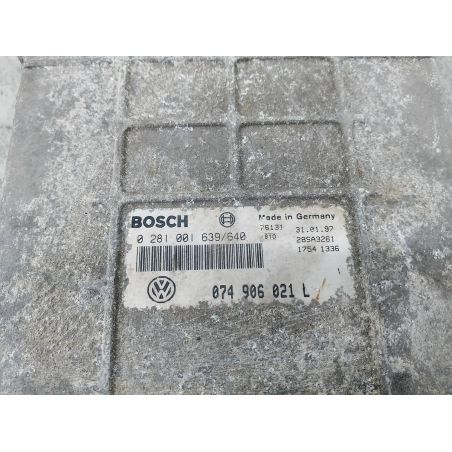 BOSCH Made in Germany
0 281 001 639/640 76131 31.01.97
28SA3261
1754 1336
VW 074 906 021 L